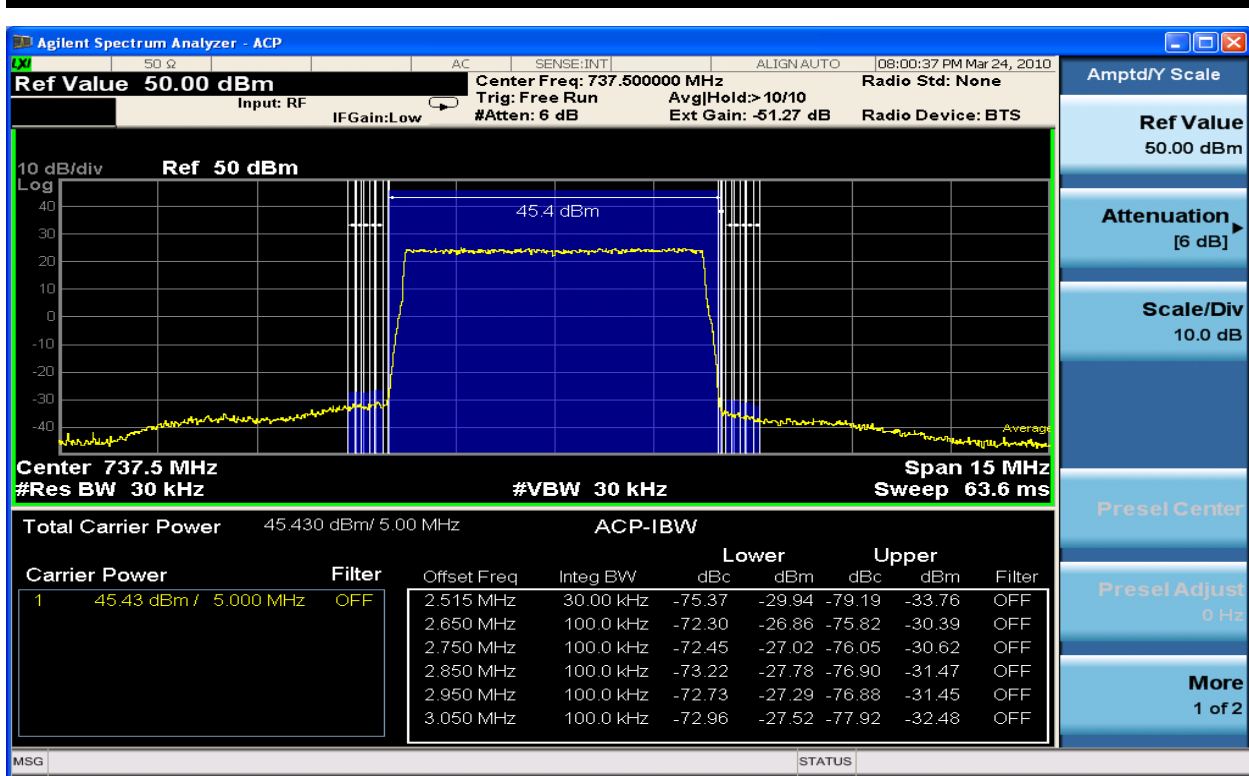 Agilent Spectrum Analyzer - ACP
LXI 50 Ω AC SENSE:INT ALIGN AUTO 08:00:37 PM Mar 24, 2010
Ref Value 50.00 dBm Center Freq: 737.500000 MHz Radio Std: None
Input: RF Trig: Free Run Avg|Hold:> 10/10
IFGain:Low #Atten: 6 dB Ext Gain: -51.27 dB Radio Device: BTS
10 dB/div Ref 50 dBm
Log
40
30
20
10
0
-10
-20
-30
-40
45.4 dBm
Average
Center 737.5 MHz Span 15 MHz
#Res BW 30 kHz #VBW 30 kHz Sweep 63.6 ms
Total Carrier Power 45.430 dBm/ 5.00 MHz ACP-IBW
Lower Upper
Carrier Power Filter Offset Freq Integ BW dBc dBm dBc dBm Filter
1 45.43 dBm / 5.000 MHz OFF 2.515 MHz 30.00 kHz -75.37 -29.94 -79.19 -33.76 OFF
2.650 MHz 100.0 kHz -72.30 -26.86 -75.82 -30.39 OFF
2.750 MHz 100.0 kHz -72.45 -27.02 -76.05 -30.62 OFF
2.850 MHz 100.0 kHz -73.22 -27.78 -76.90 -31.47 OFF
2.950 MHz 100.0 kHz -72.73 -27.29 -76.88 -31.45 OFF
3.050 MHz 100.0 kHz -72.96 -27.52 -77.92 -32.48 OFF
MSG STATUS
Amptd/Y Scale
Ref Value
50.00 dBm
Attenuation
[6 dB]
Scale/Div
10.0 dB
Presel Center
Presel Adjust
0 Hz
More
1 of 2